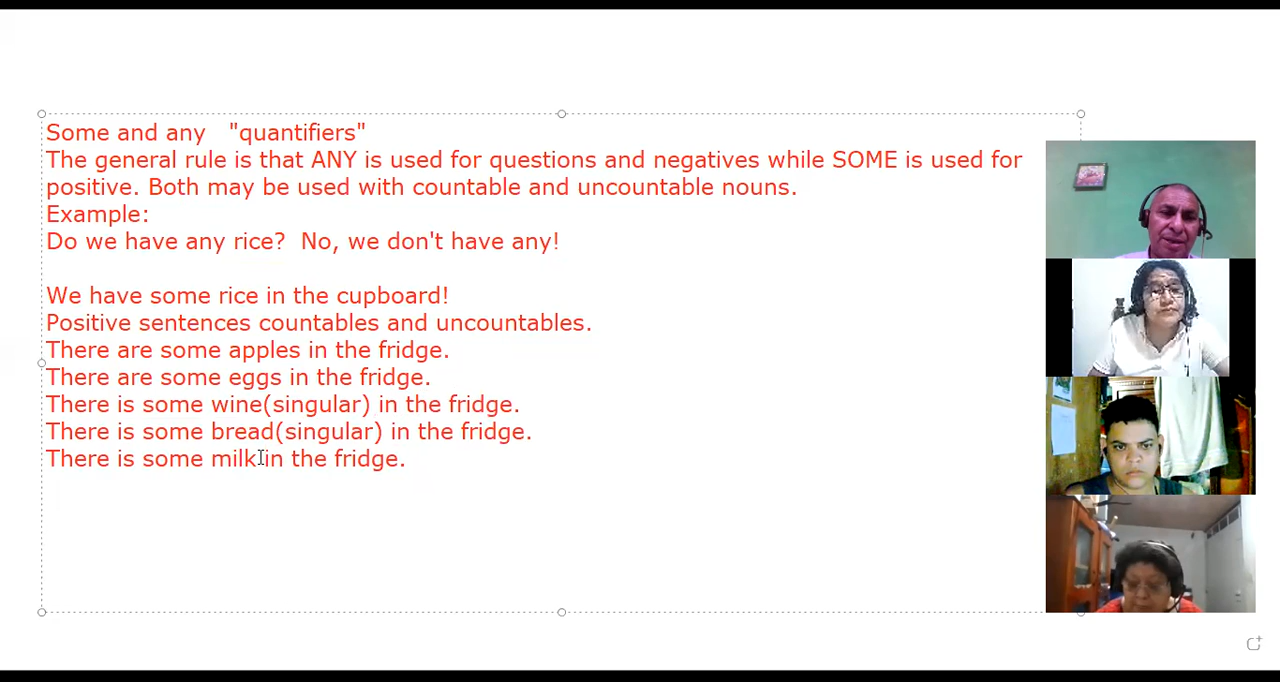 Some and any "quantifiers"
The general rule is that ANY is used for questions and negatives while SOME is used for
positive. Both may be used with countable and uncountable nouns.
Example:
Do we have any rice? No, we don't have any!
We have some rice in the cupboard!
Positive sentences countables and uncountables.
There are some apples in the fridge.
There are some eggs in the fridge.
There is some wine(singular) in the fridge.
There is some bread(singular) in the fridge.
There is some milk in the fridge.